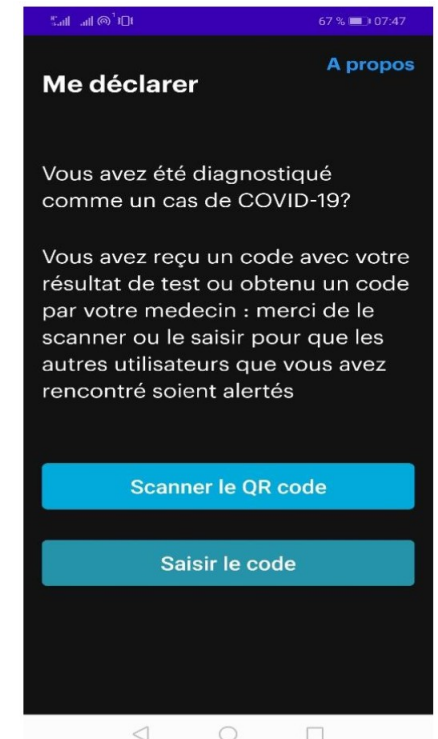 67 % 07:47
A propos
Me déclarer
Vous avez été diagnostiqué
comme un cas de COVID-19?
Vous avez reçu un code avec votre
résultat de test ou obtenu un code
par votre medecin : merci de le
scanner ou le saisir pour que les
autres utilisateurs que vous avez
rencontré soient alertés
Scanner le QR code
Saisir le code